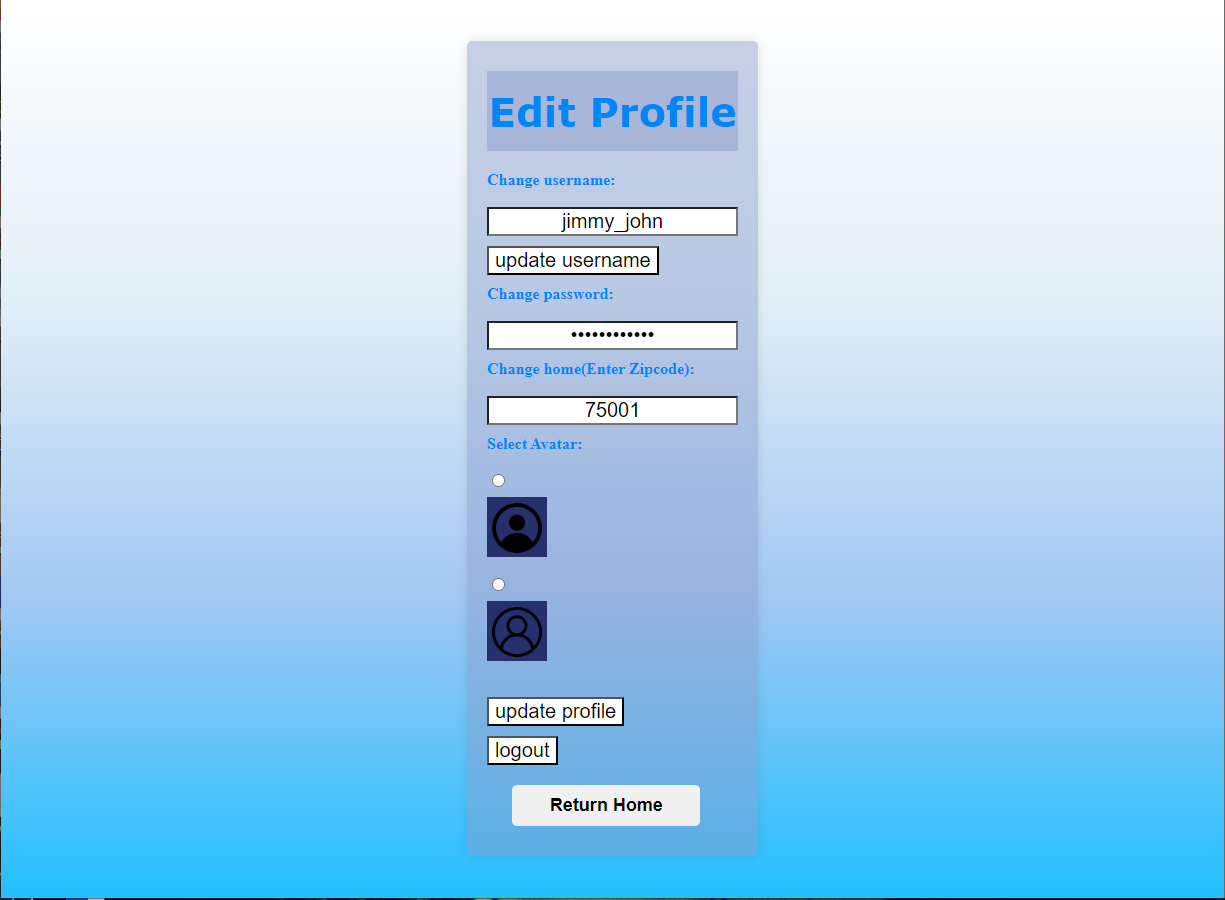 Edit Profile
Change username:
jimmy_john
update username
Change password:
••••••••••••
Change home(Enter Zipcode):
75001
Select Avatar:
update profile
logout
Return Home